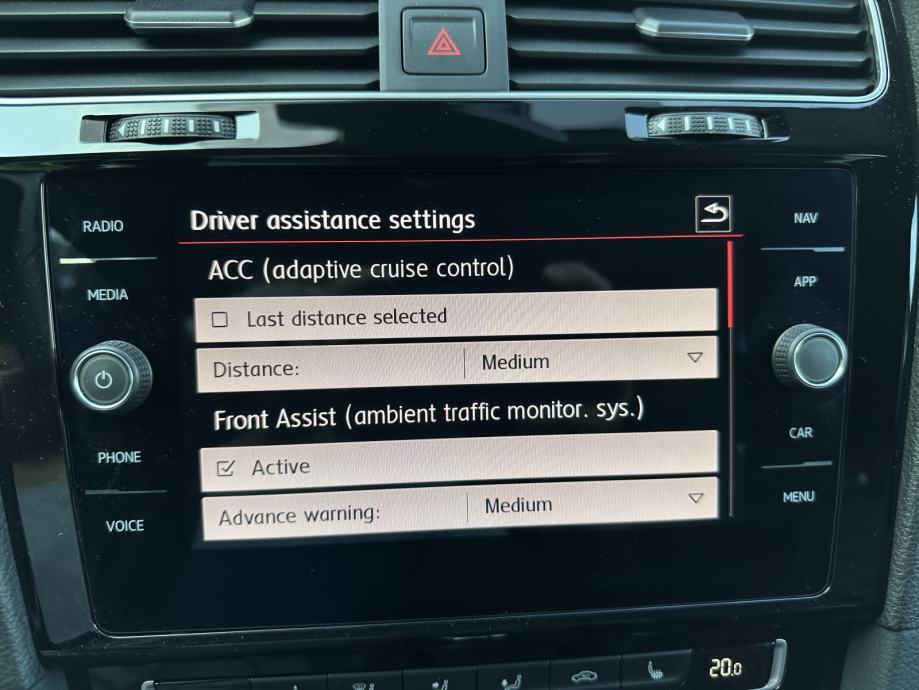 RADIO
MEDIA
PHONE
VOICE
Driver assistance settings
ACC (adaptive cruise control)
Last distance selected
Distance: Medium
Front Assist (ambient traffic monitor. sys.)
Active
Advance warning: Medium
NAV
APP
CAR
MENU
20.0